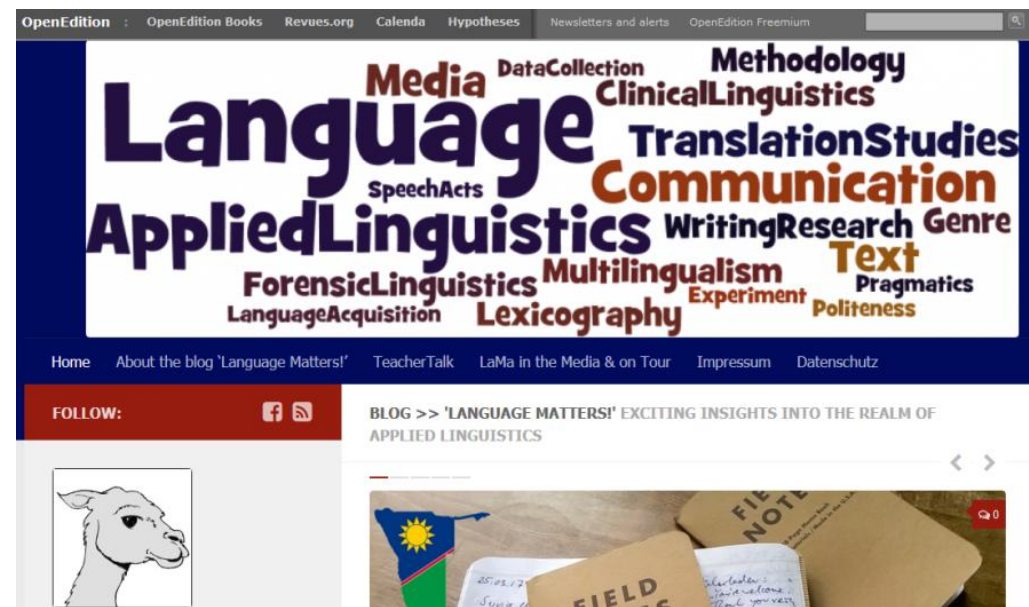 OpenEdition : OpenEdition Books Revues.org Calenda Hypotheses Newsletters and alerts OpenEdition Freemium
Language
Media
DataCollection
Methodology
ClinicalLinguistics
TranslationStudies
SpeechActs
Communication
AppliedLinguistics
WritingResearch
Genre
ForensicLinguistics
Multilingualism
Text
Experiment
Pragmatics
LanguageAcquisition
Lexicography
Politeness
Home About the blog ‘Language Matters!’ TeacherTalk LaMa in the Media & on Tour Impressum Datenschutz
FOLLOW:
BLOG >> 'LANGUAGE MATTERS!' EXCITING INSIGHTS INTO THE REALM OF
APPLIED LINGUISTICS
0
FIELD
NOT
FIELD